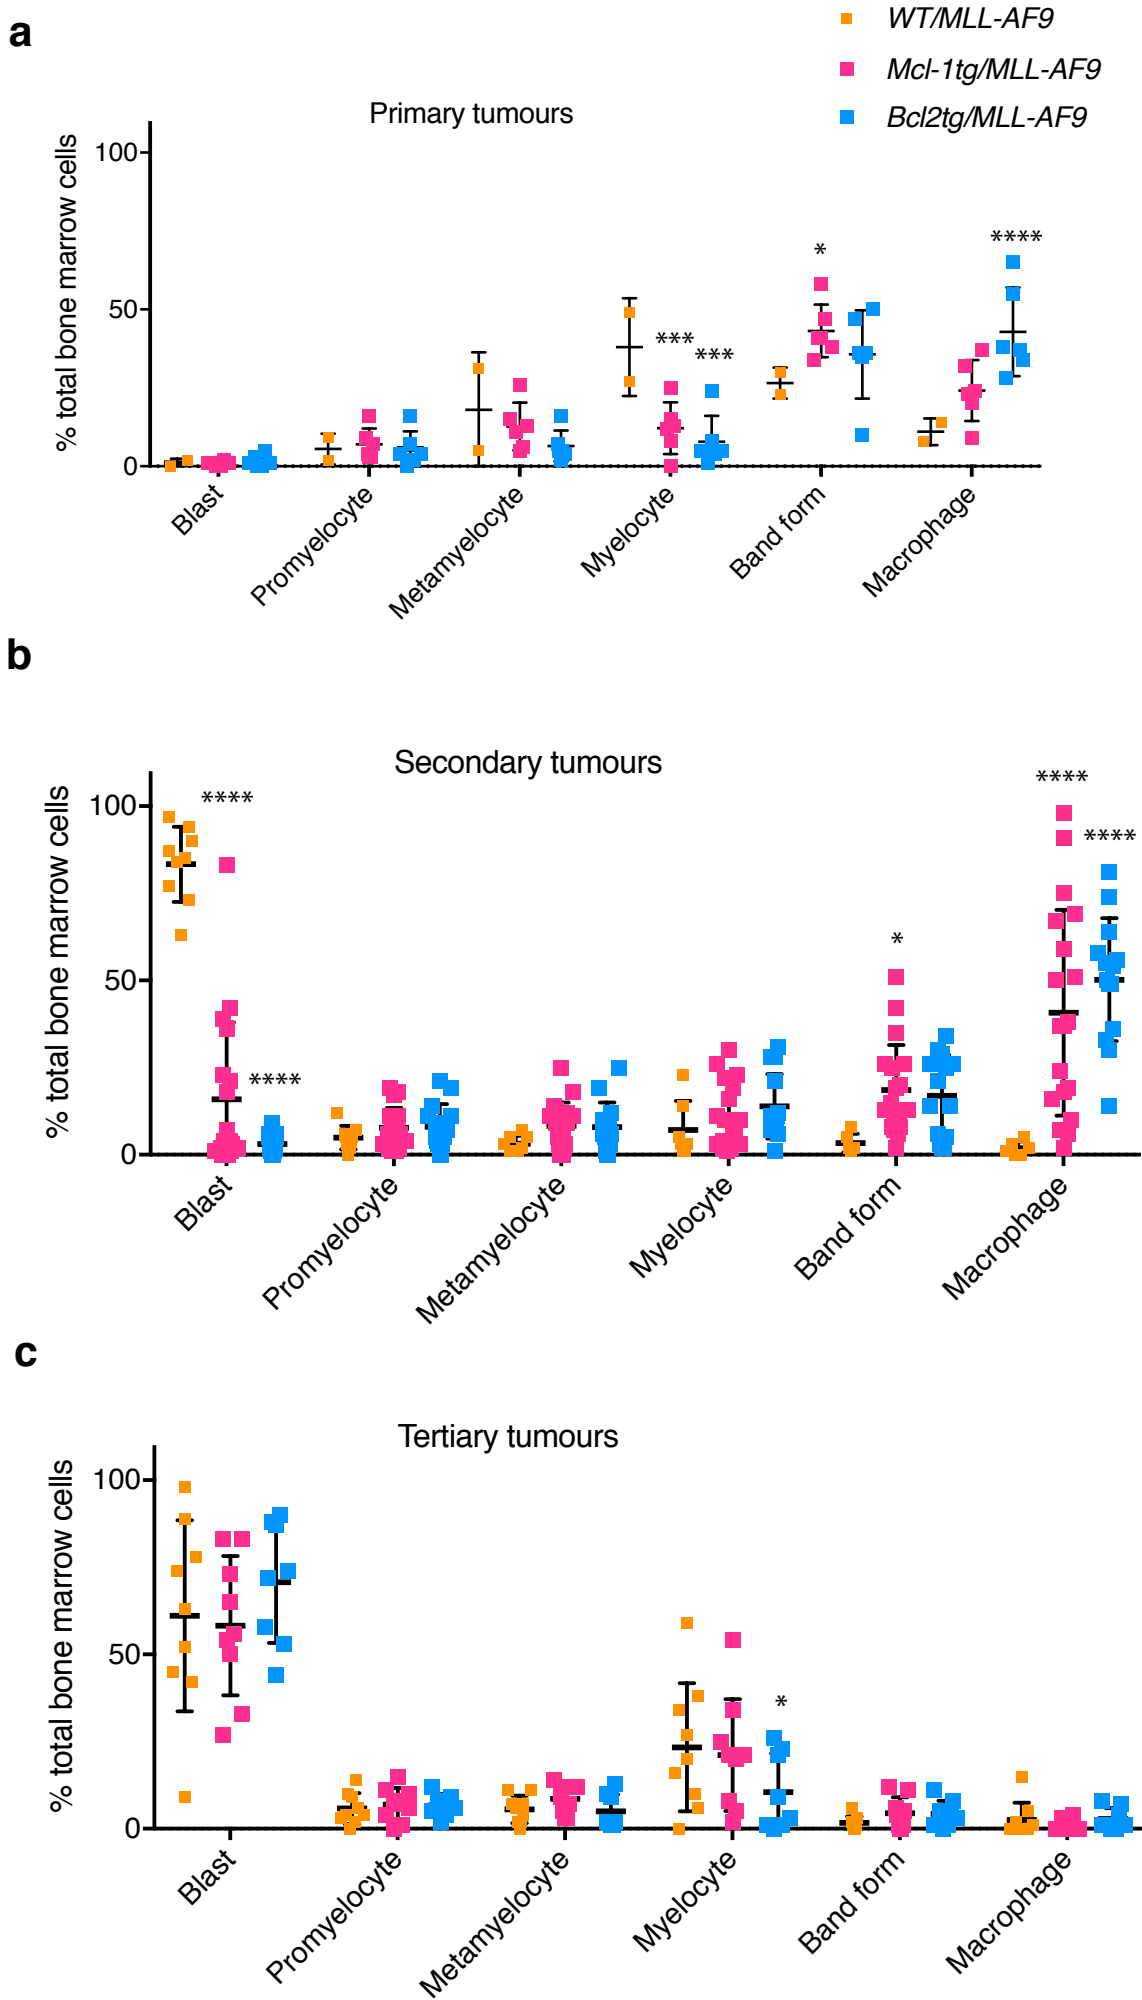 a
WT/MLL-AF9
Mcl-1tg/MLL-AF9
Bcl2tg/MLL-AF9
Primary tumours
% total bone marrow cells
100
50
0
*
****
***
***
Blast
Promyelocyte
Metamyelocyte
Myelocyte
Band form
Macrophage
b
Secondary tumours
% total bone marrow cells
100
50
0
****
****
*
****
****
Blast
Promyelocyte
Metamyelocyte
Myelocyte
Band form
Macrophage
c
Tertiary tumours
% total bone marrow cells
100
50
0
*
Blast
Promyelocyte
Metamyelocyte
Myelocyte
Band form
Macrophage